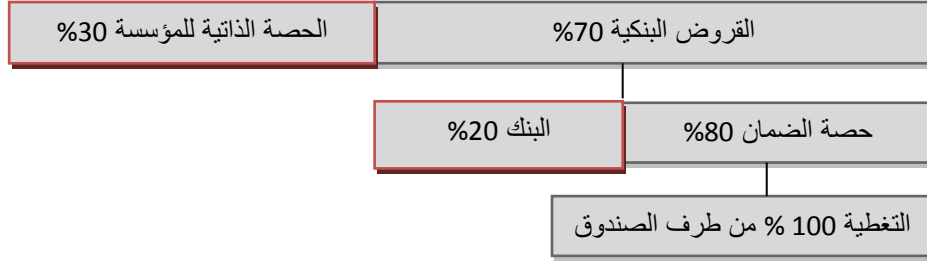 القروض البنكية 70%
الحصة الذاتية للمؤسسة 30%
حصة الضمان 80%
البنك 20%
التغطية 100 % من طرف الصندوق